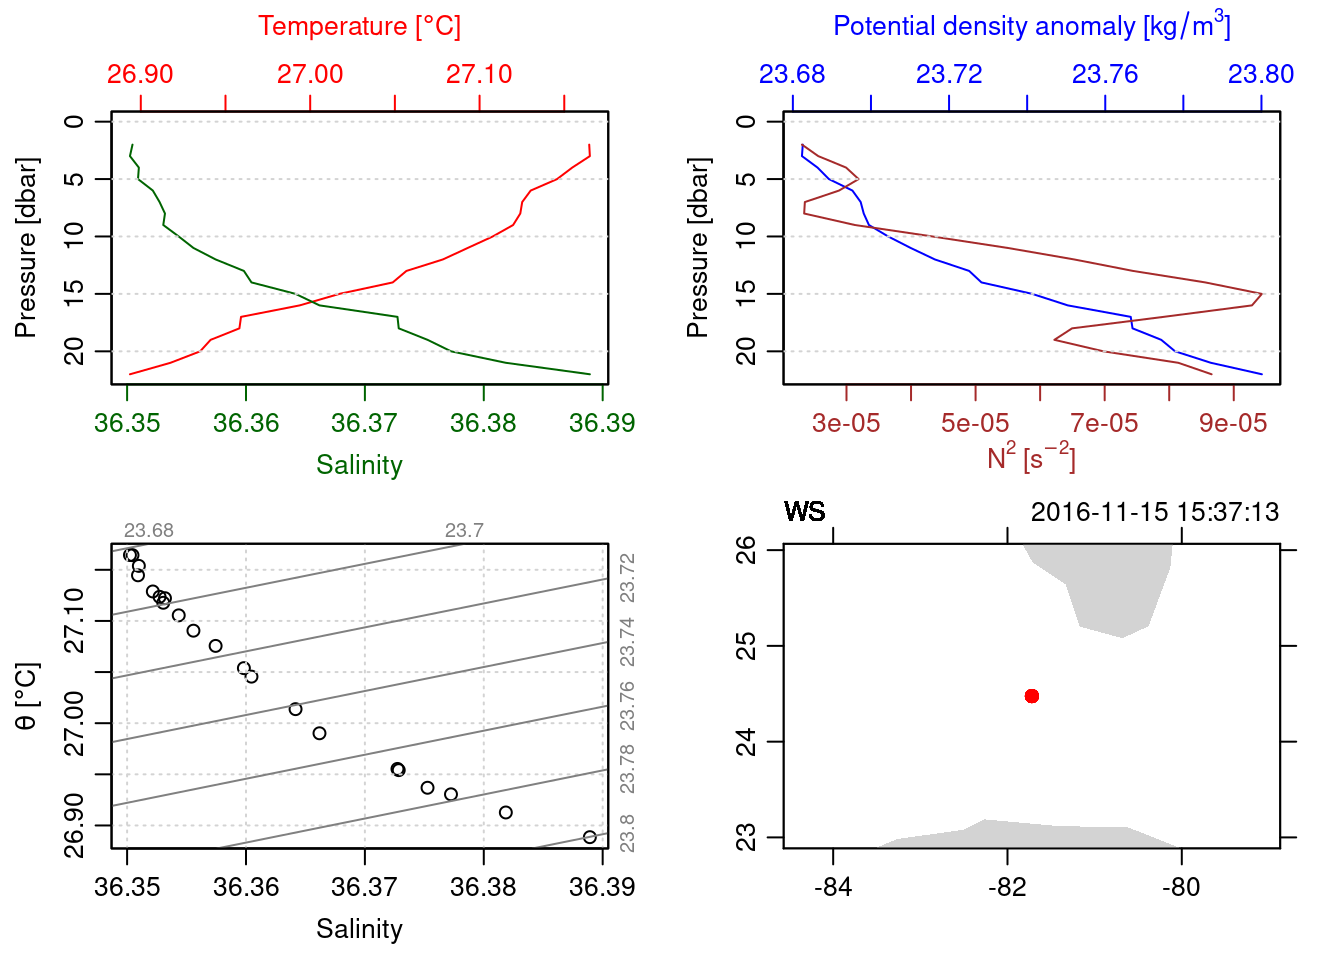 Temperature [°C]
26.90 27.00 27.10
Pressure [dbar]
0 5 10 15 20
36.35 36.36 36.37 36.38 36.39
Salinity
Potential density anomaly [kg/m³]
23.68 23.72 23.76 23.80
Pressure [dbar]
0 5 10 15 20
3e-05 5e-05 7e-05 9e-05
N² [s⁻²]
23.68 23.7
23.72
23.74
23.76
23.78
23.8
θ [°C]
27.10
27.00
26.90
36.35 36.36 36.37 36.38 36.39
Salinity
WS 2016-11-15 15:37:13
26
25
24
23
-84 -82 -80